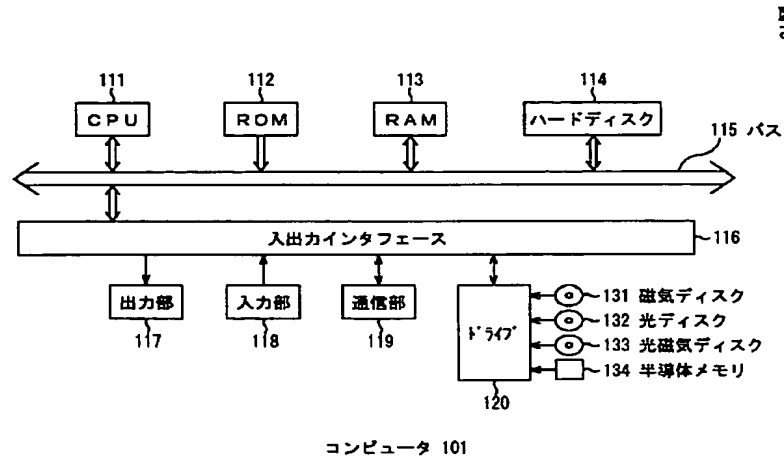 111 112 113 114
CPU ROM RAM ハードディスク
115 バス
入出力インタフェース 116
出力部 入力部 通信部 ドライブ
117 118 119 120
131 磁気ディスク
132 光ディスク
133 光磁気ディスク
134 半導体メモリ
コンピュータ 101